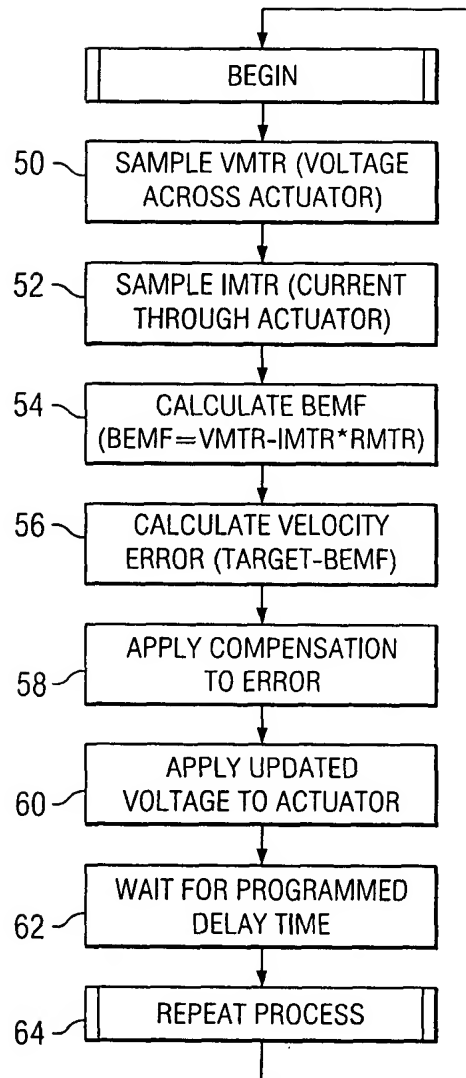 BEGIN
50
SAMPLE VMTR (VOLTAGE
ACROSS ACTUATOR)
52
SAMPLE IMTR (CURRENT
THROUGH ACTUATOR)
54
CALCULATE BEMF
(BEMF=VMTR-IMTR*RMTR)
56
CALCULATE VELOCITY
ERROR (TARGET-BEMF)
58
APPLY COMPENSATION
TO ERROR
60
APPLY UPDATED
VOLTAGE TO ACTUATOR
62
WAIT FOR PROGRAMMED
DELAY TIME
64
REPEAT PROCESS